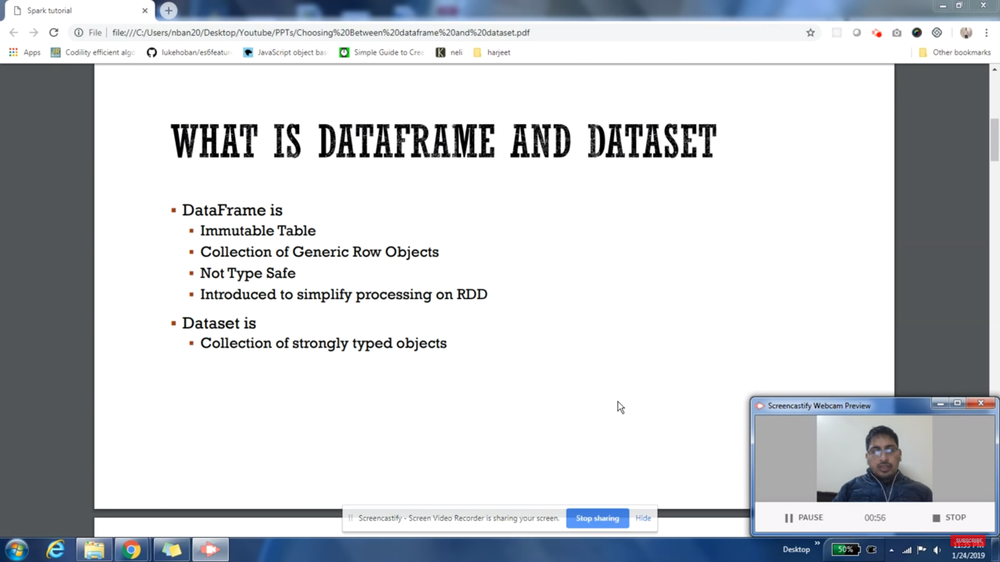 Spark tutorial
File
file:///C:/Users/nban20/Desktop/Youtube/PPTs/Choosing%20Between%20dataframe%20and%20dataset.pdf
Apps
Codility efficient algo
lukehoban/es6featur
JavaScript object bas
Simple Guide to Crea
neli
harjeet
Other bookmarks
WHAT IS DATAFRAME AND DATASET
DataFrame is
Immutable Table
Collection of Generic Row Objects
Not Type Safe
Introduced to simplify processing on RDD
Dataset is
Collection of strongly typed objects
Screencastify Webcam Preview
PAUSE
00:56
STOP
Screencastify - Screen Video Recorder is sharing your screen.
Stop sharing
Hide
Desktop
50%
SUBSCRIBE
1/24/2019